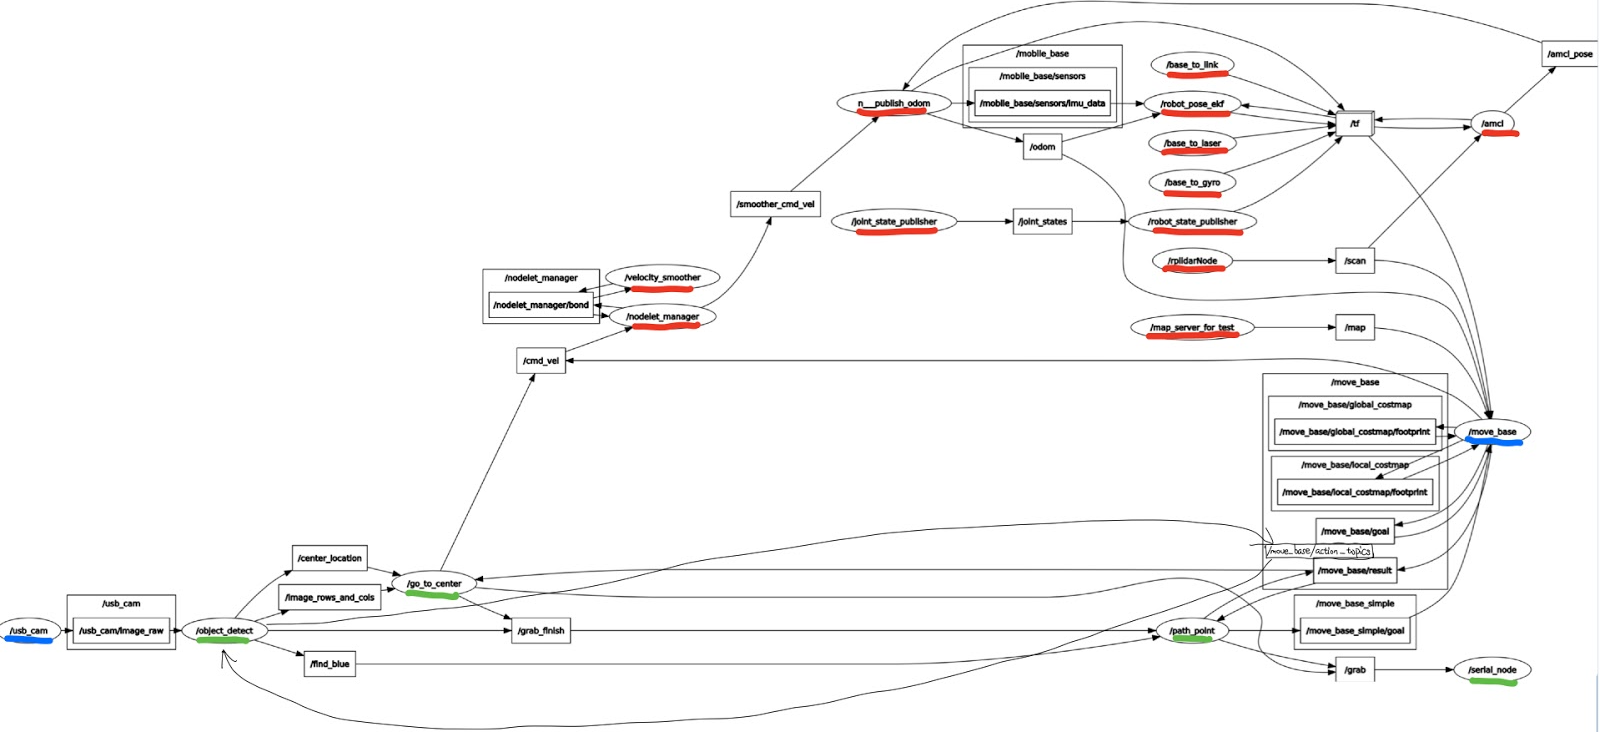 /amcl_pose
/mobile_base
/base_to_link
/mobile_base/sensors
n___publish_odom
/mobile_base/sensors/imu_data
/robot_pose_ekf
/tf
/amcl
/odom
/base_to_laser
/base_to_gyro
/smoother_cmd_vel
/joint_state_publisher
/joint_states
/robot_state_publisher
/rplidarNode
/scan
/nodelet_manager
/velocity_smoother
/nodelet_manager/bond
/nodelet_manager
/map_server_for_test
/map
/cmd_vel
/move_base
/move_base/global_costmap
/move_base/global_costmap/footprint
/move_base
/move_base/local_costmap
/move_base/local_costmap/footprint
/move_base/goal
/move_base/action_topics
/center_location
/move_base/result
/go_to_center
/image_rows_and_cols
/usb_cam
/move_base_simple
/usb_cam
/usb_cam/image_raw
/object_detect
/grab_finish
/path_point
/move_base_simple/goal
/find_blue
/grab
/serial_node